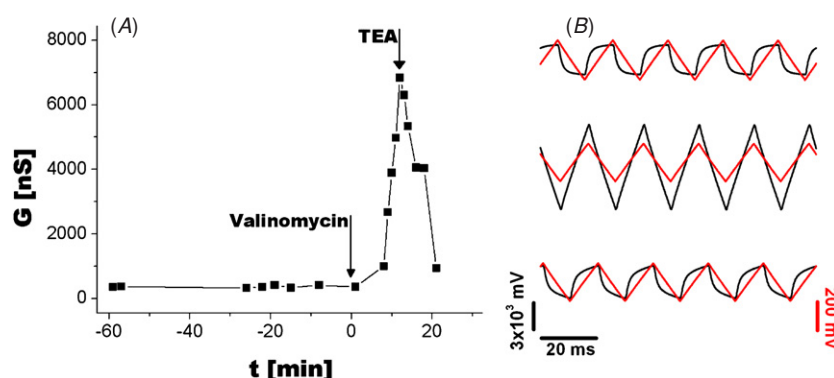 (A)
TEA
Valinomycin
G [nS]
8000
6000
4000
2000
0
-60
-40
-20
0
20
t [min]
(B)
3x10³ mV
20 ms
200 mV